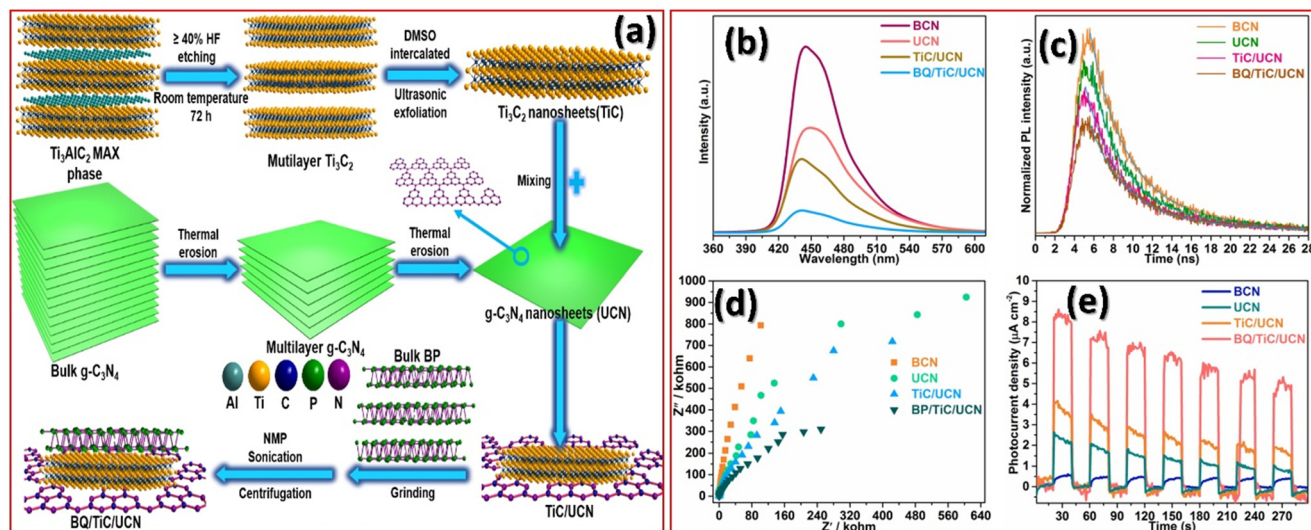 (a)
≥ 40% HF
etching
Room temperature
72 h
DMSO
intercalated
Ultrasonic
exfoliation
Ti₃AlC₂ MAX
phase
Mutilayer Ti₃C₂
Ti₃C₂ nanosheets(TiC)
Mixing
Thermal
erosion
Thermal
erosion
Bulk g-C₃N₄
Multilayer g-C₃N₄
g-C₃N₄ nanosheets (UCN)
Bulk BP
Al Ti C P N
NMP
Sonication
Centrifugation
Grinding
BQ/TiC/UCN
TiC/UCN
(b)
BCN
UCN
TiC/UCN
BQ/TiC/UCN
Intensity (a.u.)
360 390 420 450 480 510 540 570 600
Wavelength (nm)
(c)
BCN
UCN
TiC/UCN
BQ/TiC/UCN
Normalized PL intensity (a.u.)
0 2 4 6 8 10 12 14 16 18 20 22 24 26 28
Time (ns)
(d)
BCN
UCN
TiC/UCN
BP/TiC/UCN
Z'' / kohm
1000
900
800
700
600
500
400
300
200
100
0
0 80 160 240 320 400 480 560 640
Z' / kohm
(e)
BCN
UCN
TiC/UCN
BQ/TiC/UCN
Photocurrent density (μA cm⁻²)
10
9
8
7
6
5
4
3
2
1
0
30 60 90 120 150 180 210 240 270
Time (s)